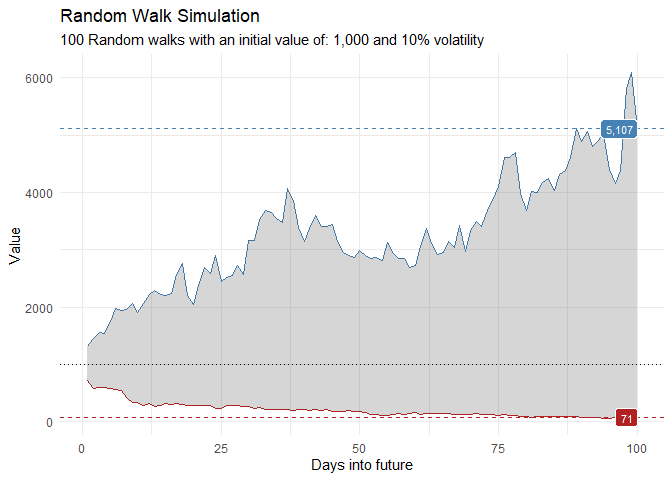 Random Walk Simulation
100 Random walks with an initial value of: 1,000 and 10% volatility
6000
5,107
4000
Value
2000
0
71
0 25 50 75 100
Days into future